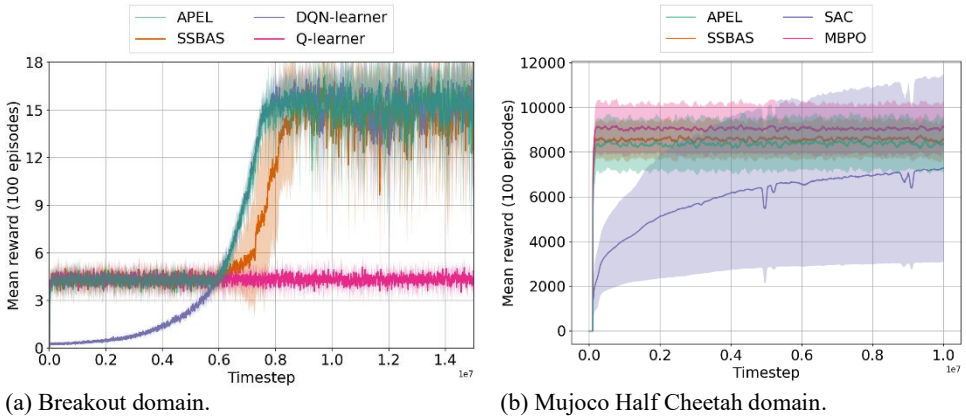 APEL DQN-learner
SSBAS Q-learner
18
15
12
9
6
3
0
Mean reward (100 episodes)
0.0 0.2 0.4 0.6 0.8 1.0 1.2 1.4
Timestep
1e7
(a) Breakout domain.
APEL SAC
SSBAS MBPO
12000
10000
8000
6000
4000
2000
0
Mean reward (100 episodes)
0.0 0.2 0.4 0.6 0.8 1.0
Timestep
1e7
(b) Mujoco Half Cheetah domain.